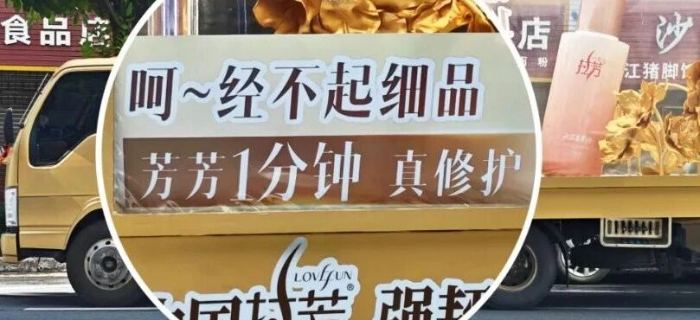 食品店
呵~经不起细品
芳芳1分钟 真修护
LOVEFUN
®
店
沙
江猪脚饭